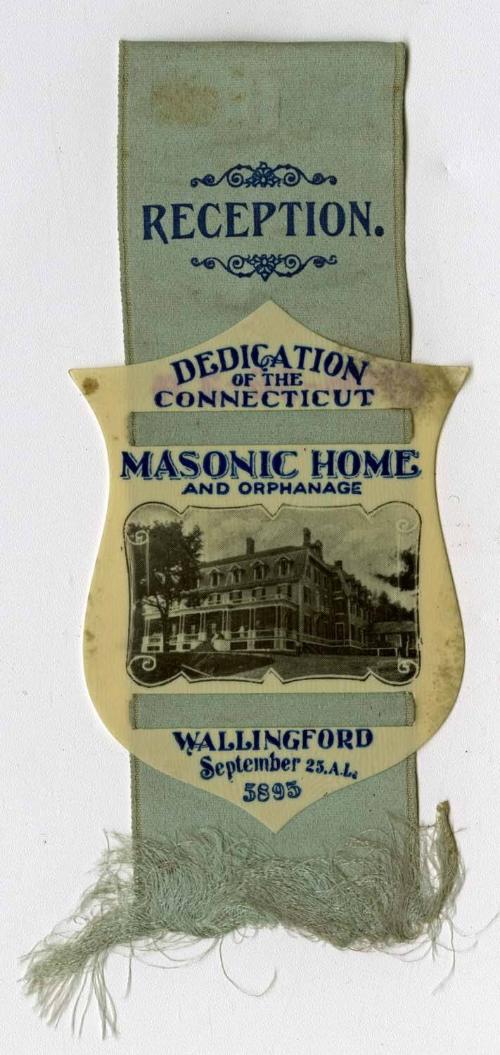 RECEPTION.
DEDICATION
OF THE
CONNECTICUT
MASONIC HOME
AND ORPHANAGE
WALLINGFORD
September 25. A.L.
5895